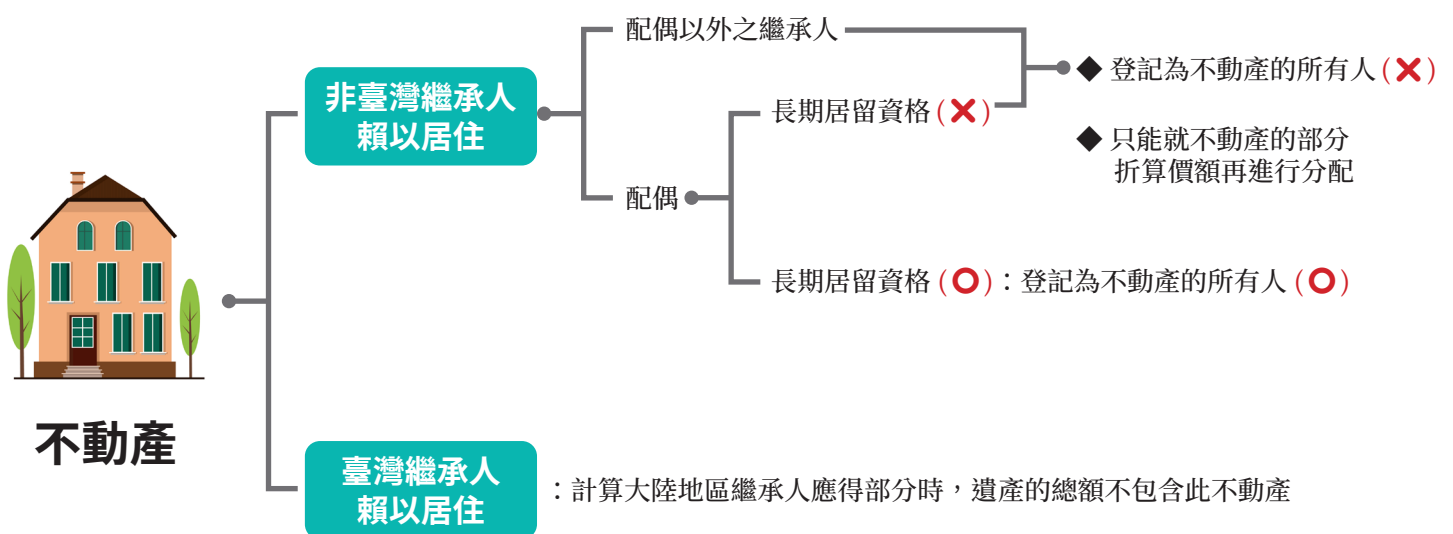 不動產
非臺灣繼承人
賴以居住
配偶以外之繼承人
配偶
長期居留資格(✕)
◆ 登記為不動產的所有人(✕)
◆ 只能就不動產的部分
折算價額再進行分配
長期居留資格(○)：登記為不動產的所有人(○)
臺灣繼承人
賴以居住
：計算大陸地區繼承人應得部分時，遺產的總額不包含此不動產